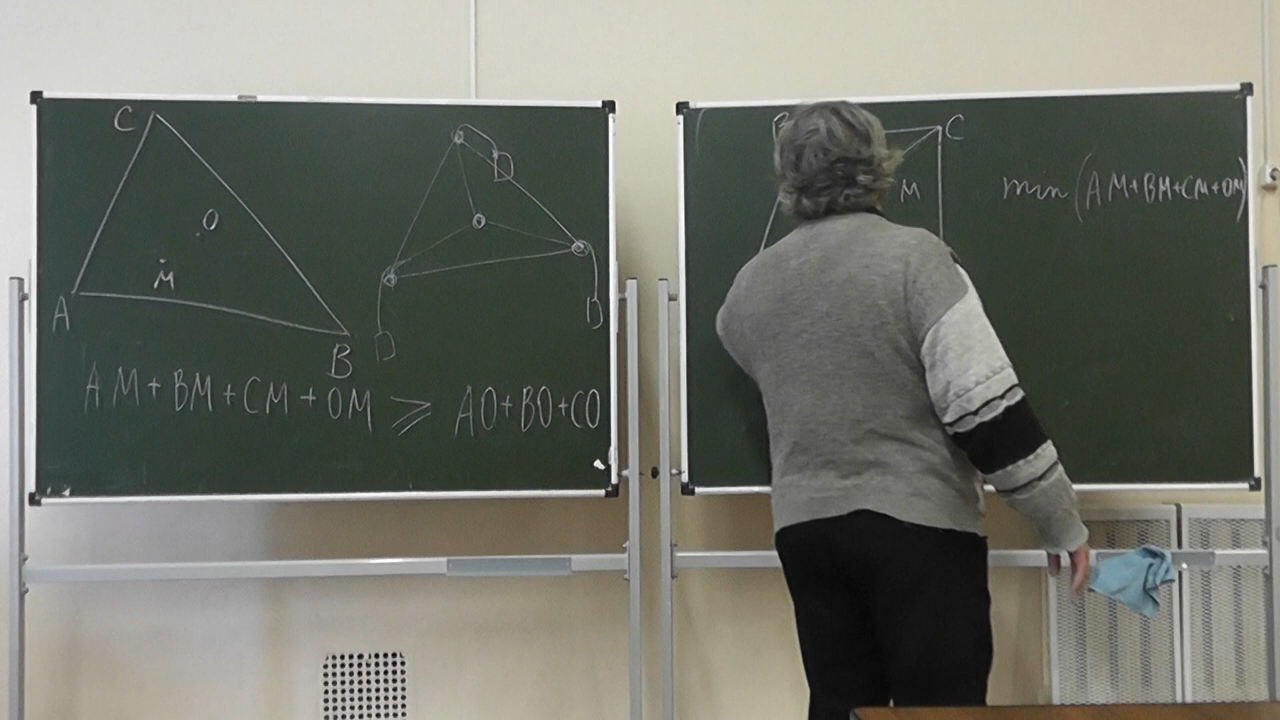 C
O
M
A
B
AM+BM+CM+OM ⩾ AO+BO+CO
C
M
min(AM+BM+CM+OM)